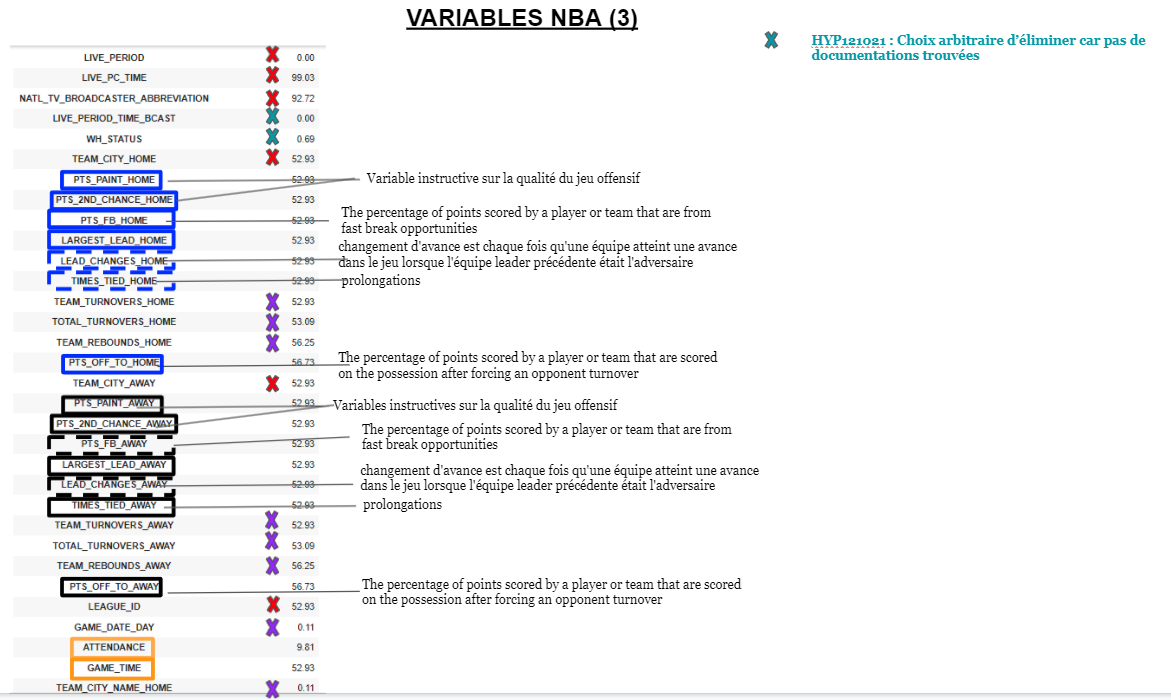 VARIABLES NBA (3)
HYP121021 : Choix arbitraire d'éliminer car pas de
documentations trouvées
LIVE_PERIOD 0.00
LIVE_PC_TIME 99.03
NATL_TV_BROADCASTER_ABBREVIATION 92.72
LIVE_PERIOD_TIME_BCAST 0.00
WH_STATUS 0.69
TEAM_CITY_HOME 52.93
PTS_PAINT_HOME 52.93
Variable instructive sur la qualité du jeu offensif
PTS_2ND_CHANCE_HOME 52.93
PTS_FB_HOME 52.93
The percentage of points scored by a player or team that are from
fast break opportunities
LARGEST_LEAD_HOME 52.93
LEAD_CHANGES_HOME 52.93
changement d'avance est chaque fois qu'une équipe atteint une avance
dans le jeu lorsque l'équipe leader précédente était l'adversaire
TIMES_TIED_HOME 52.93
prolongations
TEAM_TURNOVERS_HOME 52.93
TOTAL_TURNOVERS_HOME 53.09
TEAM_REBOUNDS_HOME 56.25
PTS_OFF_TO_HOME 56.73
The percentage of points scored by a player or team that are scored
on the possession after forcing an opponent turnover
TEAM_CITY_AWAY 52.93
PTS_PAINT_AWAY 52.93
Variables instructives sur la qualité du jeu offensif
PTS_2ND_CHANCE_AWAY 52.93
PTS_FB_AWAY 52.93
The percentage of points scored by a player or team that are from
fast break opportunities
LARGEST_LEAD_AWAY 52.93
LEAD_CHANGES_AWAY 52.93
changement d'avance est chaque fois qu'une équipe atteint une avance
dans le jeu lorsque l'équipe leader précédente était l'adversaire
TIMES_TIED_AWAY 52.93
prolongations
TEAM_TURNOVERS_AWAY 52.93
TOTAL_TURNOVERS_AWAY 53.09
TEAM_REBOUNDS_AWAY 56.25
PTS_OFF_TO_AWAY 56.73
The percentage of points scored by a player or team that are scored
on the possession after forcing an opponent turnover
LEAGUE_ID 52.93
GAME_DATE_DAY 0.11
ATTENDANCE 9.81
GAME_TIME 52.93
TEAM_CITY_NAME_HOME 0.11